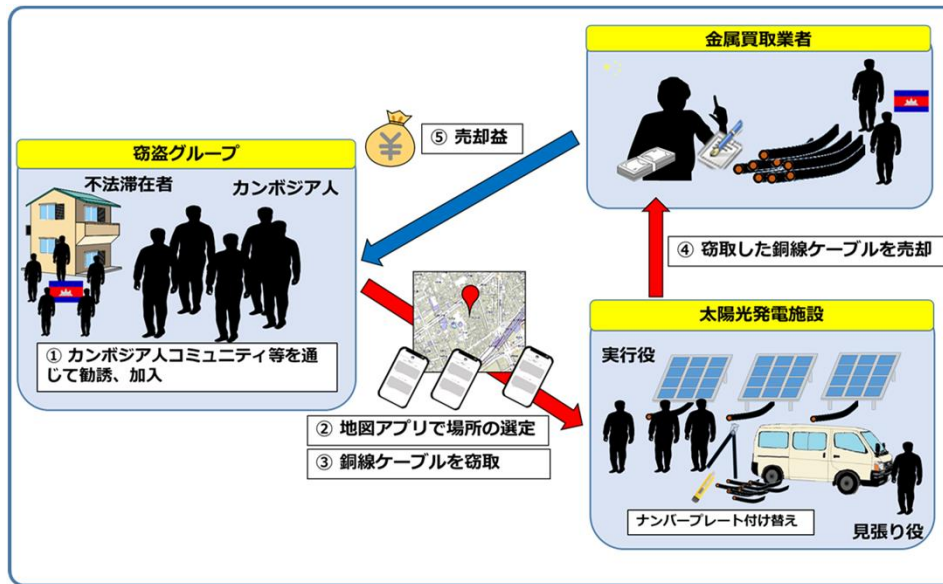 金属買取業者
⑤ 売却益
窃盗グループ
不法滞在者
カンボジア人
④ 窃取した銅線ケーブルを売却
太陽光発電施設
① カンボジア人コミュニティ等を通
じて勧誘、加入
実行役
② 地図アプリで場所の選定
③ 銅線ケーブルを窃取
ナンバープレート付け替え
見張り役